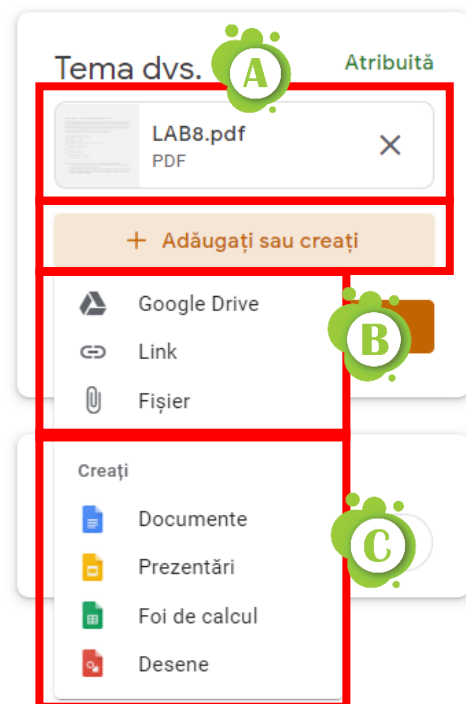 Tema dvs.
A
Atribuită
LAB8.pdf
PDF
+ Adăugați sau creați
Google Drive
B
Link
Fișier
Creați
Documente
C
Prezentări
Foi de calcul
Desene